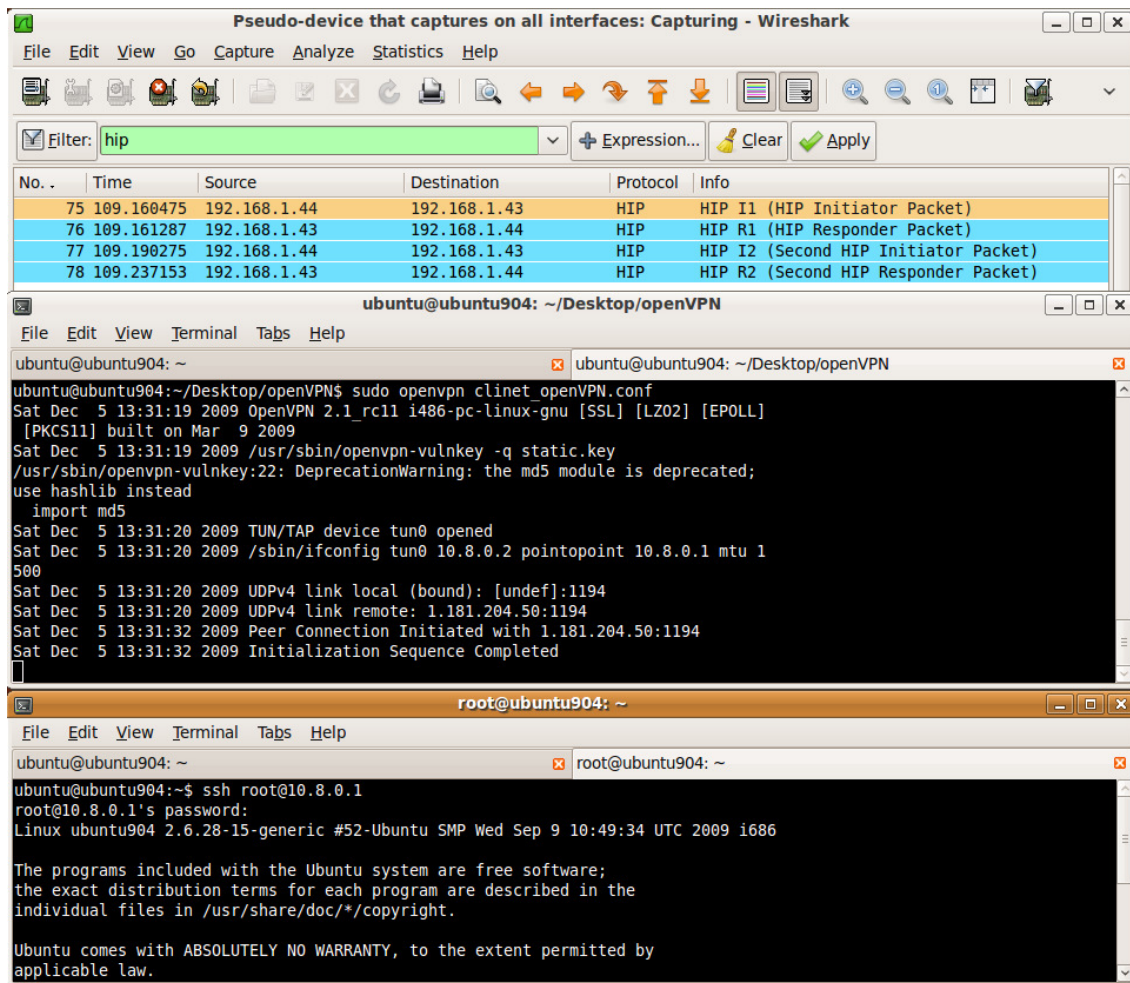 Pseudo-device that captures on all interfaces: Capturing - Wireshark
File Edit View Go Capture Analyze Statistics Help
Filter: hip Expression... Clear Apply
No. . Time Source Destination Protocol Info
75 109.160475 192.168.1.44 192.168.1.43 HIP HIP I1 (HIP Initiator Packet)
76 109.161287 192.168.1.43 192.168.1.44 HIP HIP R1 (HIP Responder Packet)
77 109.190275 192.168.1.44 192.168.1.43 HIP HIP I2 (Second HIP Initiator Packet)
78 109.237153 192.168.1.43 192.168.1.44 HIP HIP R2 (Second HIP Responder Packet)
ubuntu@ubuntu904: ~/Desktop/openVPN
File Edit View Terminal Tabs Help
ubuntu@ubuntu904: ~ ubuntu@ubuntu904: ~/Desktop/openVPN
ubuntu@ubuntu904:~/Desktop/openVPN$ sudo openvpn clinet_openVPN.conf
Sat Dec  5 13:31:19 2009 OpenVPN 2.1_rc11 i486-pc-linux-gnu [SSL] [LZO2] [EPOLL]
 [PKCS11] built on Mar  9 2009
Sat Dec  5 13:31:19 2009 /usr/sbin/openvpn-vulnkey -q static.key
/usr/sbin/openvpn-vulnkey:22: DeprecationWarning: the md5 module is deprecated;
use hashlib instead
  import md5
Sat Dec  5 13:31:20 2009 TUN/TAP device tun0 opened
Sat Dec  5 13:31:20 2009 /sbin/ifconfig tun0 10.8.0.2 pointopoint 10.8.0.1 mtu 1
500
Sat Dec  5 13:31:20 2009 UDPv4 link local (bound): [undef]:1194
Sat Dec  5 13:31:20 2009 UDPv4 link remote: 1.181.204.50:1194
Sat Dec  5 13:31:32 2009 Peer Connection Initiated with 1.181.204.50:1194
Sat Dec  5 13:31:32 2009 Initialization Sequence Completed
root@ubuntu904: ~
File Edit View Terminal Tabs Help
ubuntu@ubuntu904: ~ root@ubuntu904: ~
ubuntu@ubuntu904:~$ ssh root@10.8.0.1
root@10.8.0.1's password:
Linux ubuntu904 2.6.28-15-generic #52-Ubuntu SMP Wed Sep 9 10:49:34 UTC 2009 i686

The programs included with the Ubuntu system are free software;
the exact distribution terms for each program are described in the
individual files in /usr/share/doc/*/copyright.

Ubuntu comes with ABSOLUTELY NO WARRANTY, to the extent permitted by
applicable law.